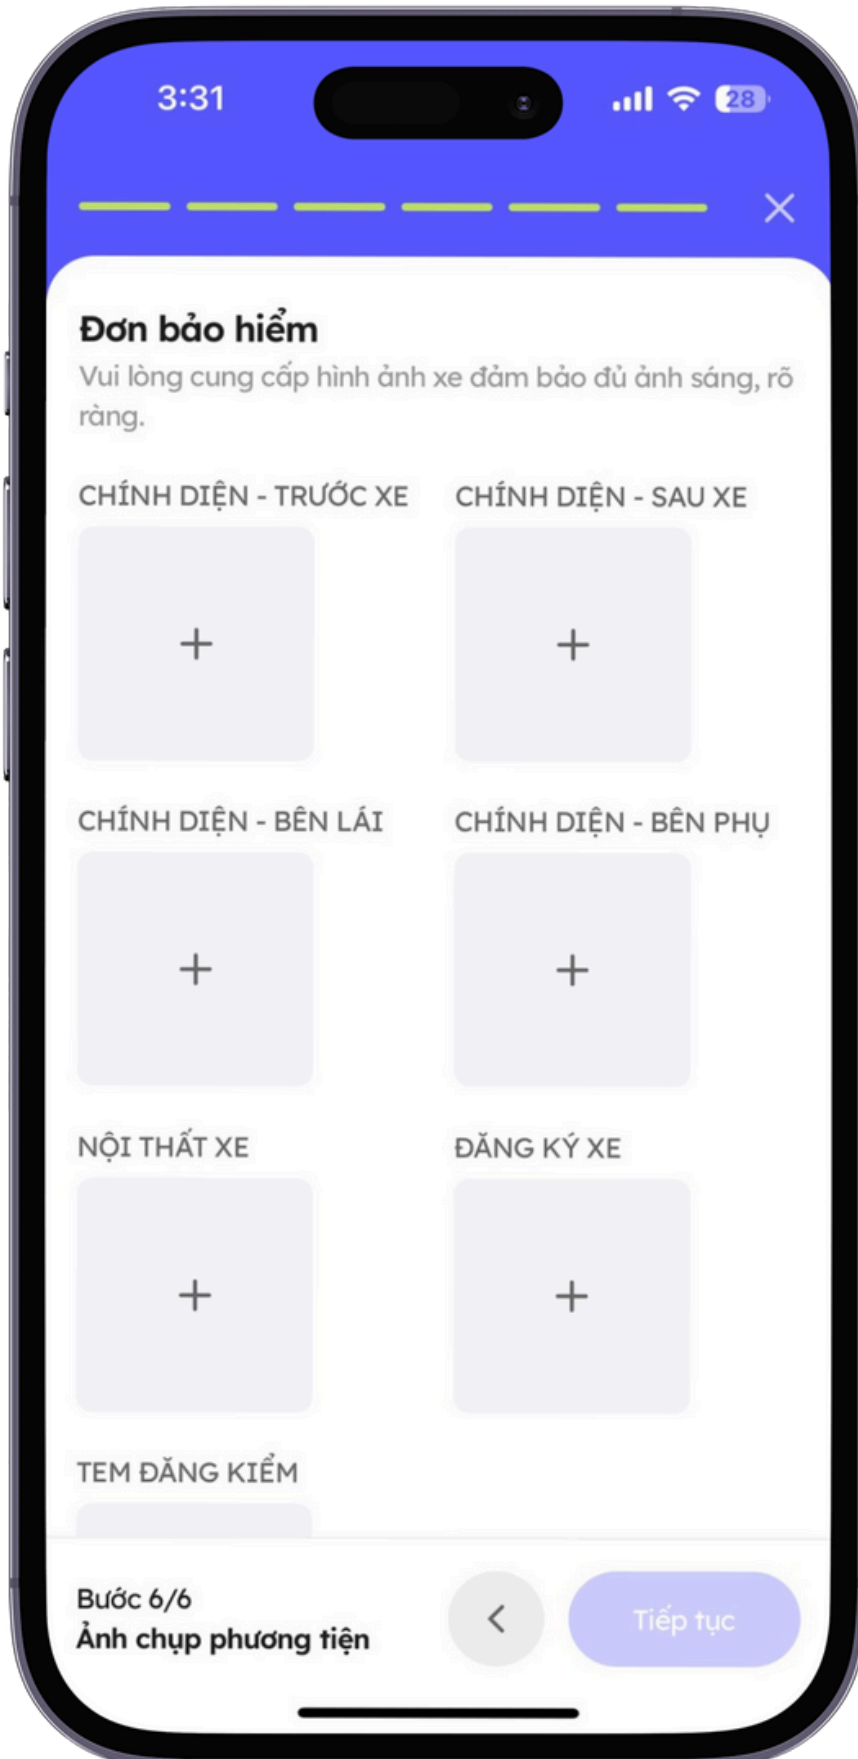 3:31
28
Đơn bảo hiểm
Vui lòng cung cấp hình ảnh xe đảm bảo đủ ảnh sáng, rõ
ràng.
CHÍNH DIỆN - TRƯỚC XE
CHÍNH DIỆN - SAU XE
CHÍNH DIỆN - BÊN LÁI
CHÍNH DIỆN - BÊN PHỤ
NỘI THẤT XE
ĐĂNG KÝ XE
TEM ĐĂNG KIỂM
Bước 6/6
Ảnh chụp phương tiện
Tiếp tục